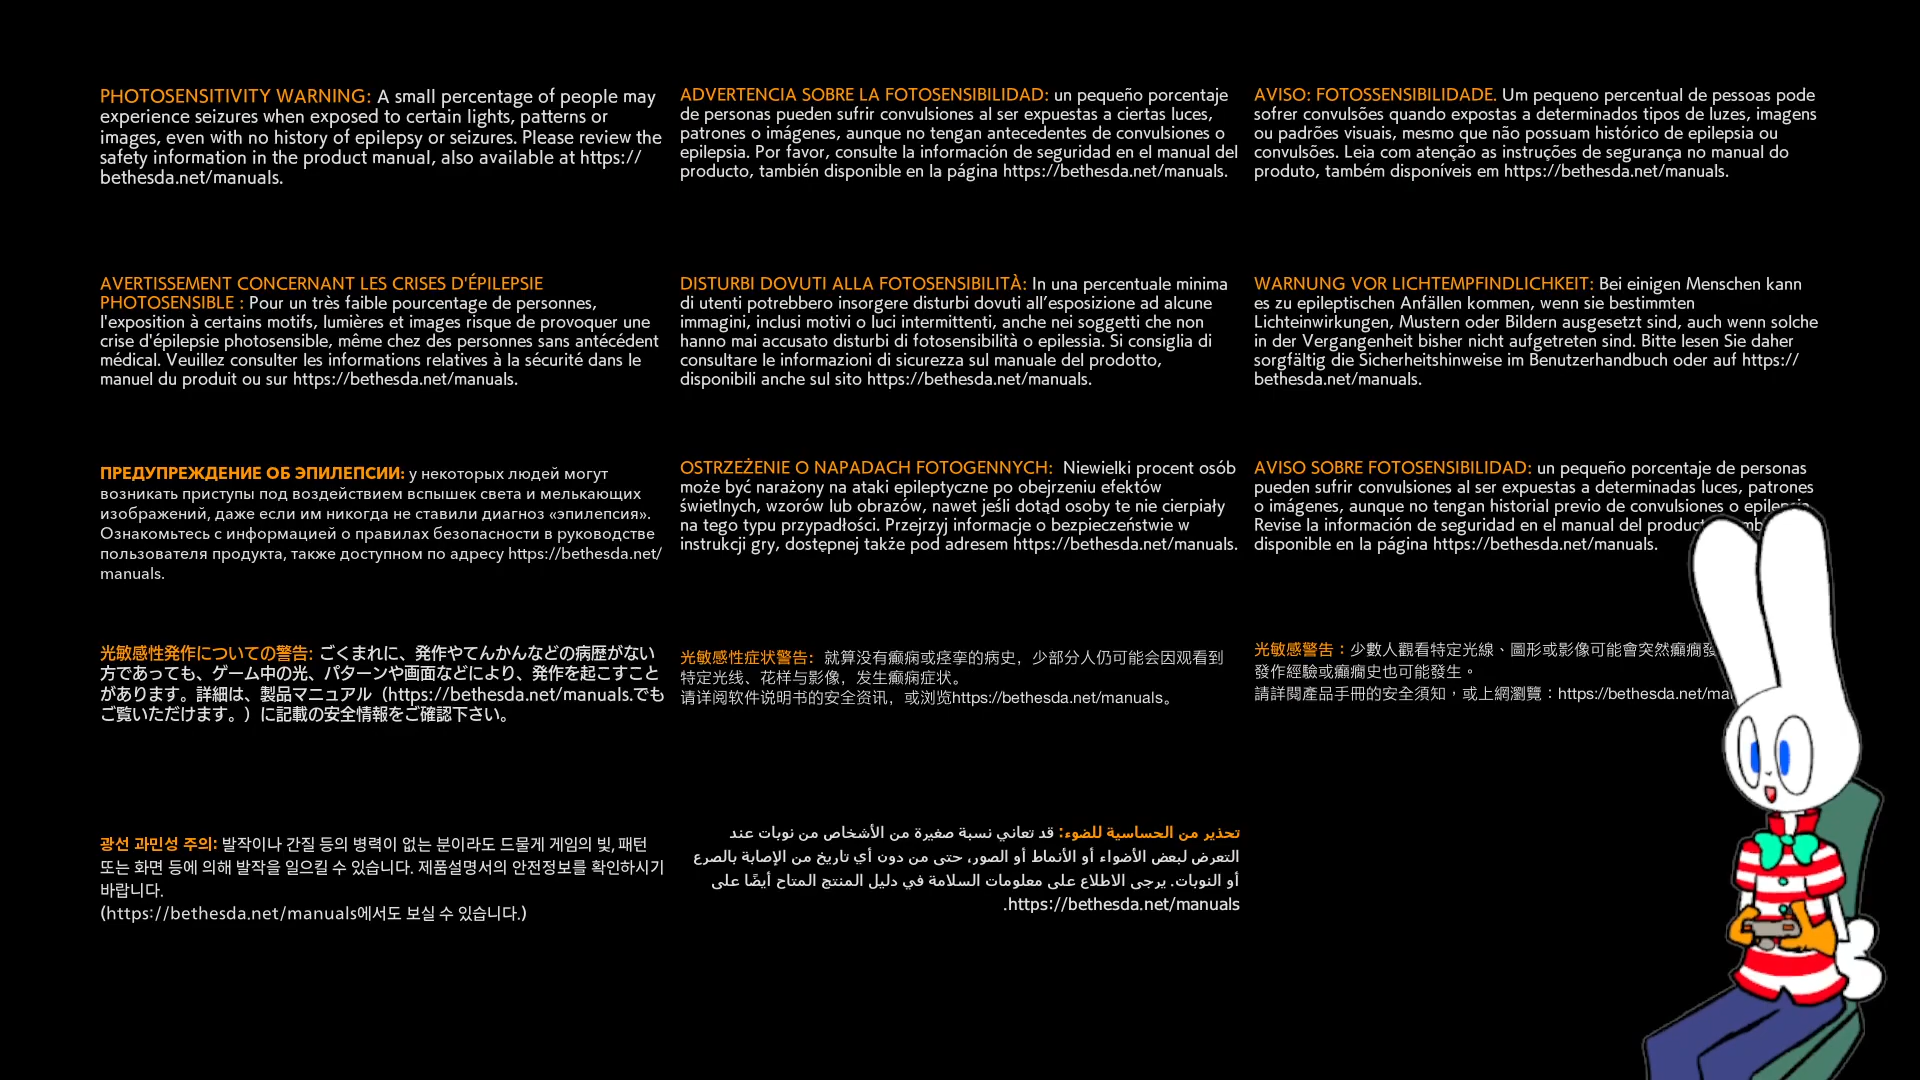 PHOTOSENSITIVITY WARNING: A small percentage of people may
experience seizures when exposed to certain lights, patterns or
images, even with no history of epilepsy or seizures. Please review the
safety information in the product manual, also available at https://
bethesda.net/manuals.
ADVERTENCIA SOBRE LA FOTOSENSIBILIDAD: un pequeño porcentaje
de personas pueden sufrir convulsiones al ser expuestas a ciertas luces,
patrones o imágenes, aunque no tengan antecedentes de convulsiones o
epilepsia. Por favor, consulte la información de seguridad en el manual del
producto, también disponible en la página https://bethesda.net/manuals.
AVISO: FOTOSSENSIBILIDADE. Um pequeno percentual de pessoas pode
sofrer convulsões quando expostas a determinados tipos de luzes, imagens
ou padrões visuais, mesmo que não possuam histórico de epilepsia ou
convulsões. Leia com atenção as instruções de segurança no manual do
produto, também disponíveis em https://bethesda.net/manuals.
AVERTISSEMENT CONCERNANT LES CRISES D'ÉPILEPSIE
PHOTOSENSIBLE : Pour un très faible pourcentage de personnes,
l'exposition à certains motifs, lumières et images risque de provoquer une
crise d'épilepsie photosensible, même chez des personnes sans antécédent
médical. Veuillez consulter les informations relatives à la sécurité dans le
manuel du produit ou sur https://bethesda.net/manuals.
DISTURBI DOVUTI ALLA FOTOSENSIBILITÀ: In una percentuale minima
di utenti potrebbero insorgere disturbi dovuti all’esposizione ad alcune
immagini, inclusi motivi o luci intermittenti, anche nei soggetti che non
hanno mai accusato disturbi di fotosensibilità o epilessia. Si consiglia di
consultare le informazioni di sicurezza sul manuale del prodotto,
disponibili anche sul sito https://bethesda.net/manuals.
WARNUNG VOR LICHTEMPFINDLICHKEIT: Bei einigen Menschen kann
es zu epileptischen Anfällen kommen, wenn sie bestimmten
Lichteinwirkungen, Mustern oder Bildern ausgesetzt sind, auch wenn solche
in der Vergangenheit bisher nicht aufgetreten sind. Bitte lesen Sie daher
sorgfältig die Sicherheitshinweise im Benutzerhandbuch oder auf https://
bethesda.net/manuals.
ПРЕДУПРЕЖДЕНИЕ ОБ ЭПИЛЕПСИИ: у некоторых людей могут
возникать приступы под воздействием вспышек света и мелькающих
изображений, даже если им никогда не ставили диагноз «эпилепсия».
Ознакомьтесь с информацией о правилах безопасности в руководстве
пользователя продукта, также доступном по адресу https://bethesda.net/
manuals.
OSTRZEŻENIE O NAPADACH FOTOGENNYCH: Niewielki procent osób
może być narażony na ataki epileptyczne po obejrzeniu efektów
świetlnych, wzorów lub obrazów, nawet jeśli dotąd osoby te nie cierpiały
na tego typu przypadłości. Przejrzyj informacje o bezpieczeństwie w
instrukcji gry, dostępnej także pod adresem https://bethesda.net/manuals.
AVISO SOBRE FOTOSENSIBILIDAD: un pequeño porcentaje de personas
pueden sufrir convulsiones al ser expuestas a determinadas luces, patrones
o imágenes, aunque no tengan historial previo de convulsiones o epilepsia.
Revise la información de seguridad en el manual del
disponible en la página https://bethesda.net/manuals.
光敏感性発作についての警告: ごくまれに、発作やてんかんなどの病歴がない
方であっても、ゲーム中の光、パターンや画面などにより、発作を起こすこと
があります。詳細は、製品マニュアル（https://bethesda.net/manuals.でも
ご覧いただけます。）に記載の安全情報をご確認下さい。
光敏感性症状警告：就算没有癫痫或痉挛的病史，少部分人仍可能会因观看到
特定光线、花样与影像，发生癫痫症状。
请详阅软件说明书的安全资讯，或浏览https://bethesda.net/manuals。
光敏感警告：少數人觀看特定光線、圖形或影像可能會突然癲癇發
發作經驗或癲癇史也可能發生。
請詳閱產品手冊的安全須知，或上網瀏覽：https://bethesda.net/ma
광선 과민성 주의: 발작이나 간질 등의 병력이 없는 분이라도 드물게 게임의 빛, 패턴
또는 화면 등에 의해 발작을 일으킬 수 있습니다. 제품설명서의 안전정보를 확인하시기
바랍니다.
(https://bethesda.net/manuals에서도 보실 수 있습니다.)
تحذير من الحساسية للضوء: قد تعاني نسبة صغيرة من الأشخاص من نوبات عند
التعرض لبعض الأضواء أو الأنماط أو الصور، حتى من دون أي تاريخ من الإصابة بالصرع
أو النوبات. يرجى الاطلاع على معلومات السلامة في دليل المنتج المتاح أيضًا على
https://bethesda.net/manuals.